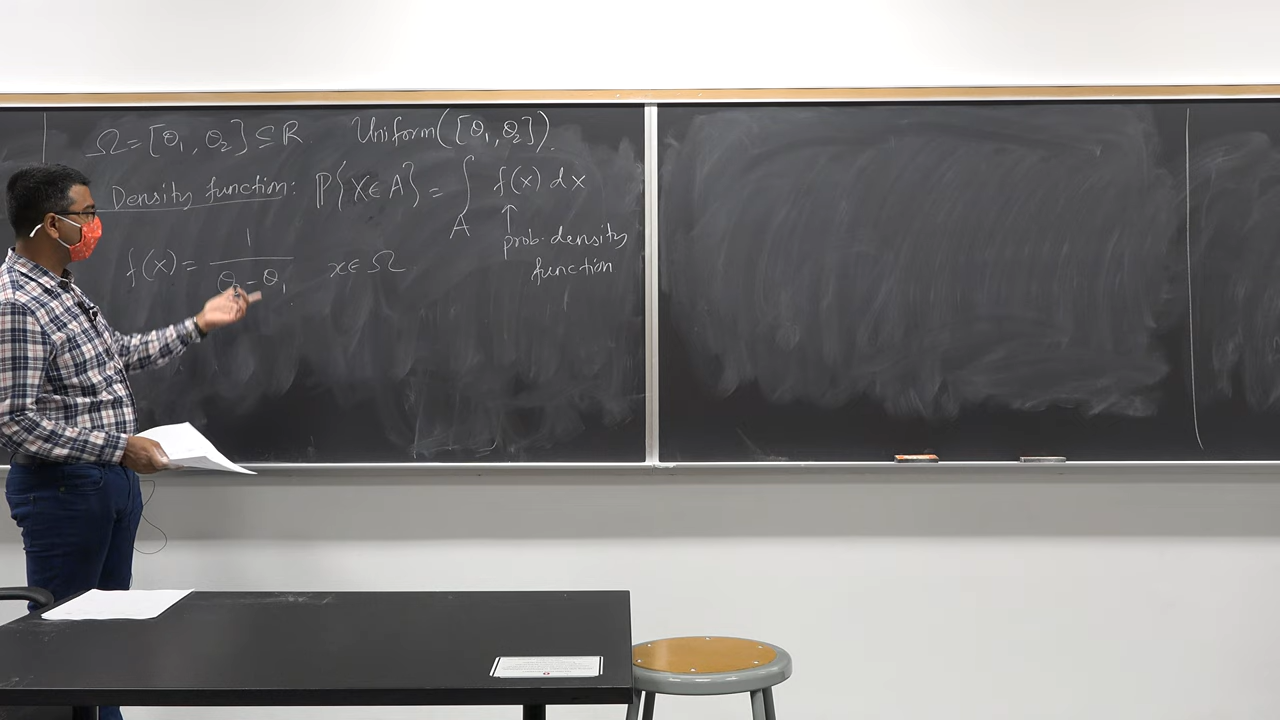 Ω = [θ₁, θ₂] ⊆ ℝ. Uniform([θ₁, θ₂]).
Density function: ℙ{X ∈ A} = ∫_A f(x) dx
↑
prob. density
function
f(x) = 1/(θ₂ − θ₁) x ∈ Ω